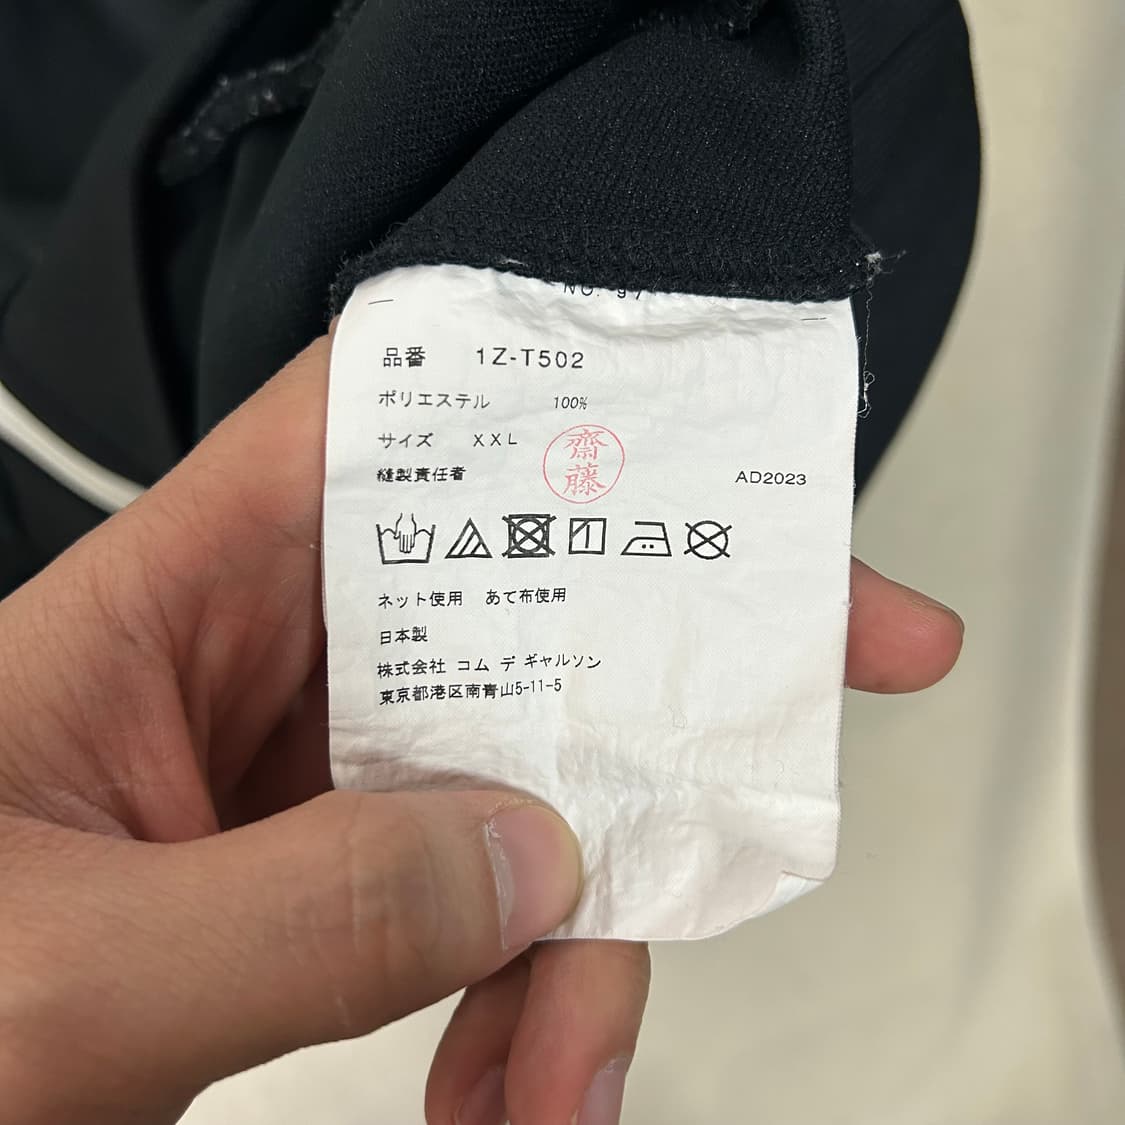 NO. 97
品番 1Z-T502
ポリエステル 100%
サイズ XXL
齋藤
縫製責任者 AD2023
ネット使用 あて布使用
日本製
株式会社 コム デ ギャルソン
東京都港区南青山5-11-5